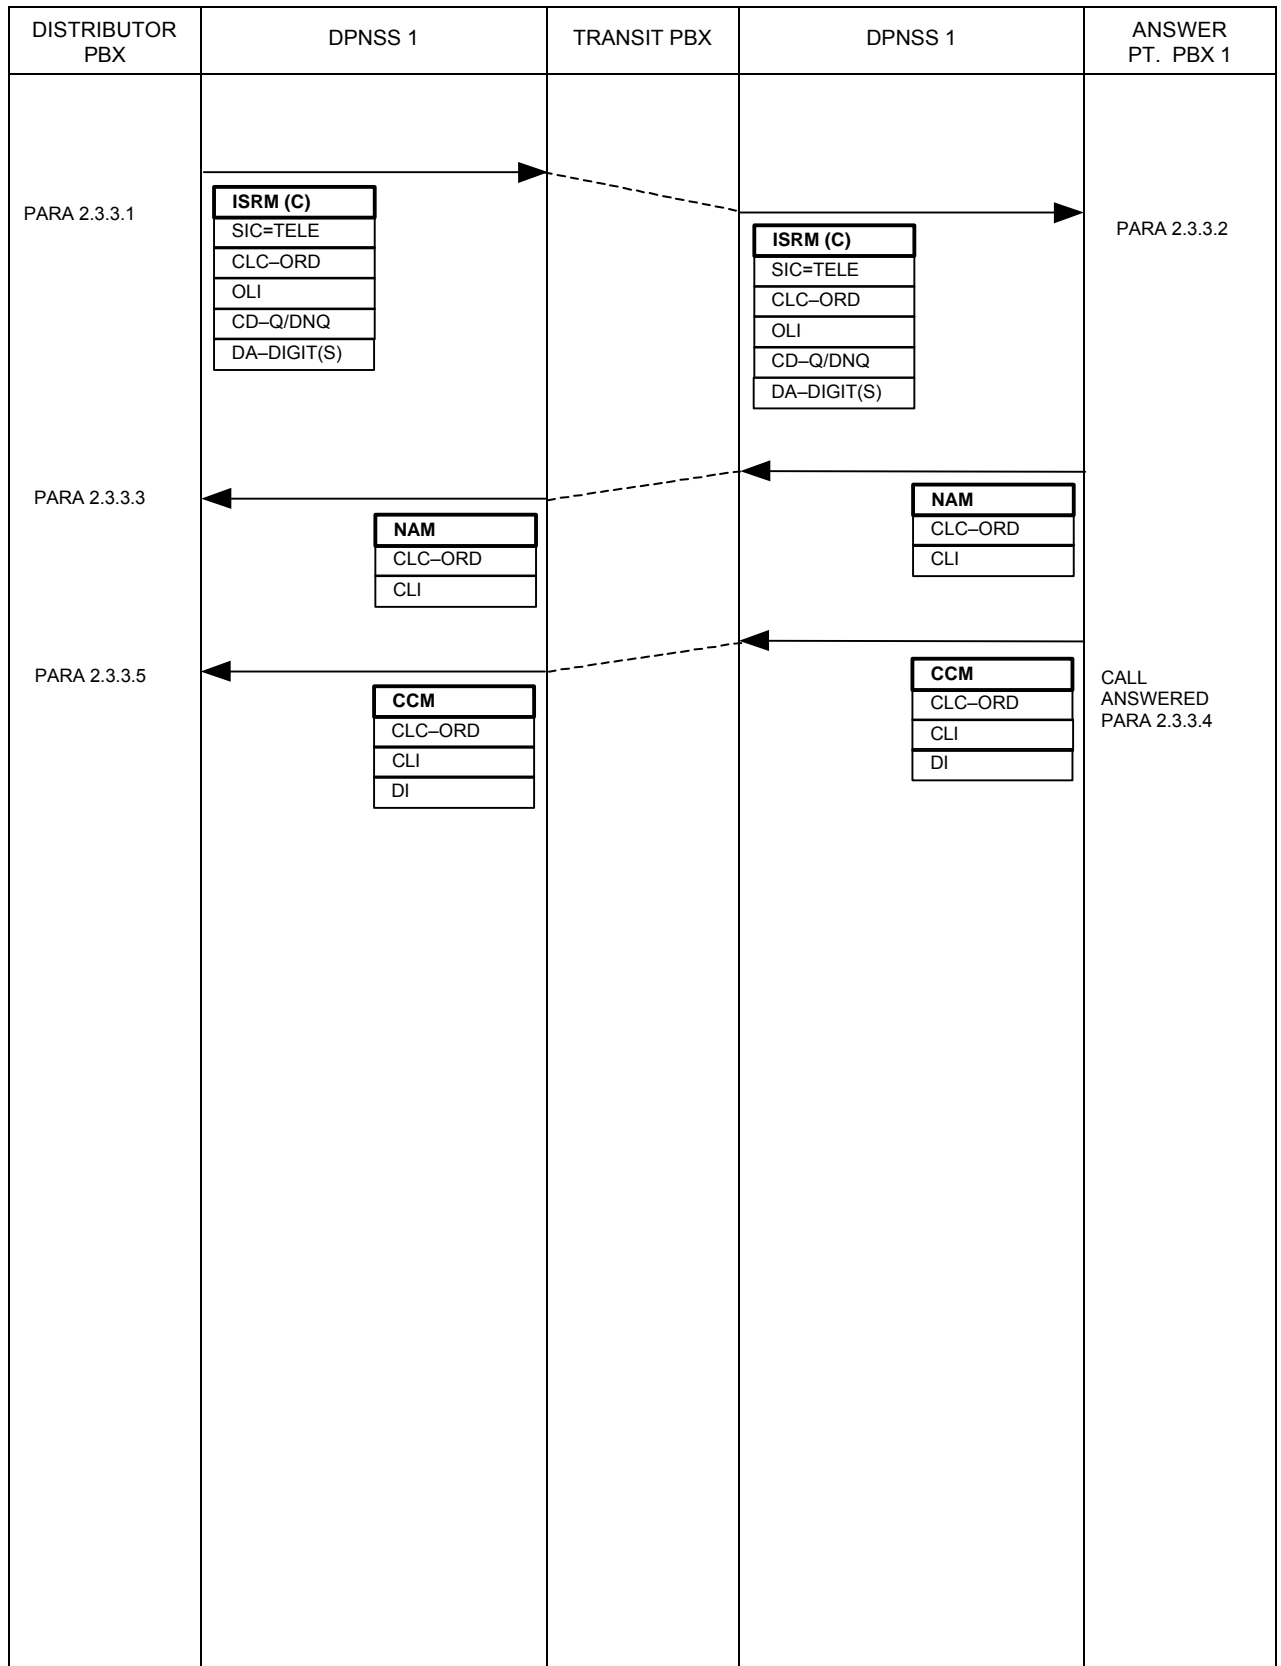 DISTRIBUTOR
PBX
DPNSS 1
TRANSIT PBX
DPNSS 1
ANSWER
PT. PBX 1
PARA 2.3.3.1
ISRM (C)
SIC=TELE
CLC–ORD
OLI
CD–Q/DNQ
DA–DIGIT(S)
ISRM (C)
SIC=TELE
CLC–ORD
OLI
CD–Q/DNQ
DA–DIGIT(S)
PARA 2.3.3.2
PARA 2.3.3.3
NAM
CLC–ORD
CLI
NAM
CLC–ORD
CLI
PARA 2.3.3.5
CCM
CLC–ORD
CLI
DI
CCM
CLC–ORD
CLI
DI
CALL
ANSWERED
PARA 2.3.3.4